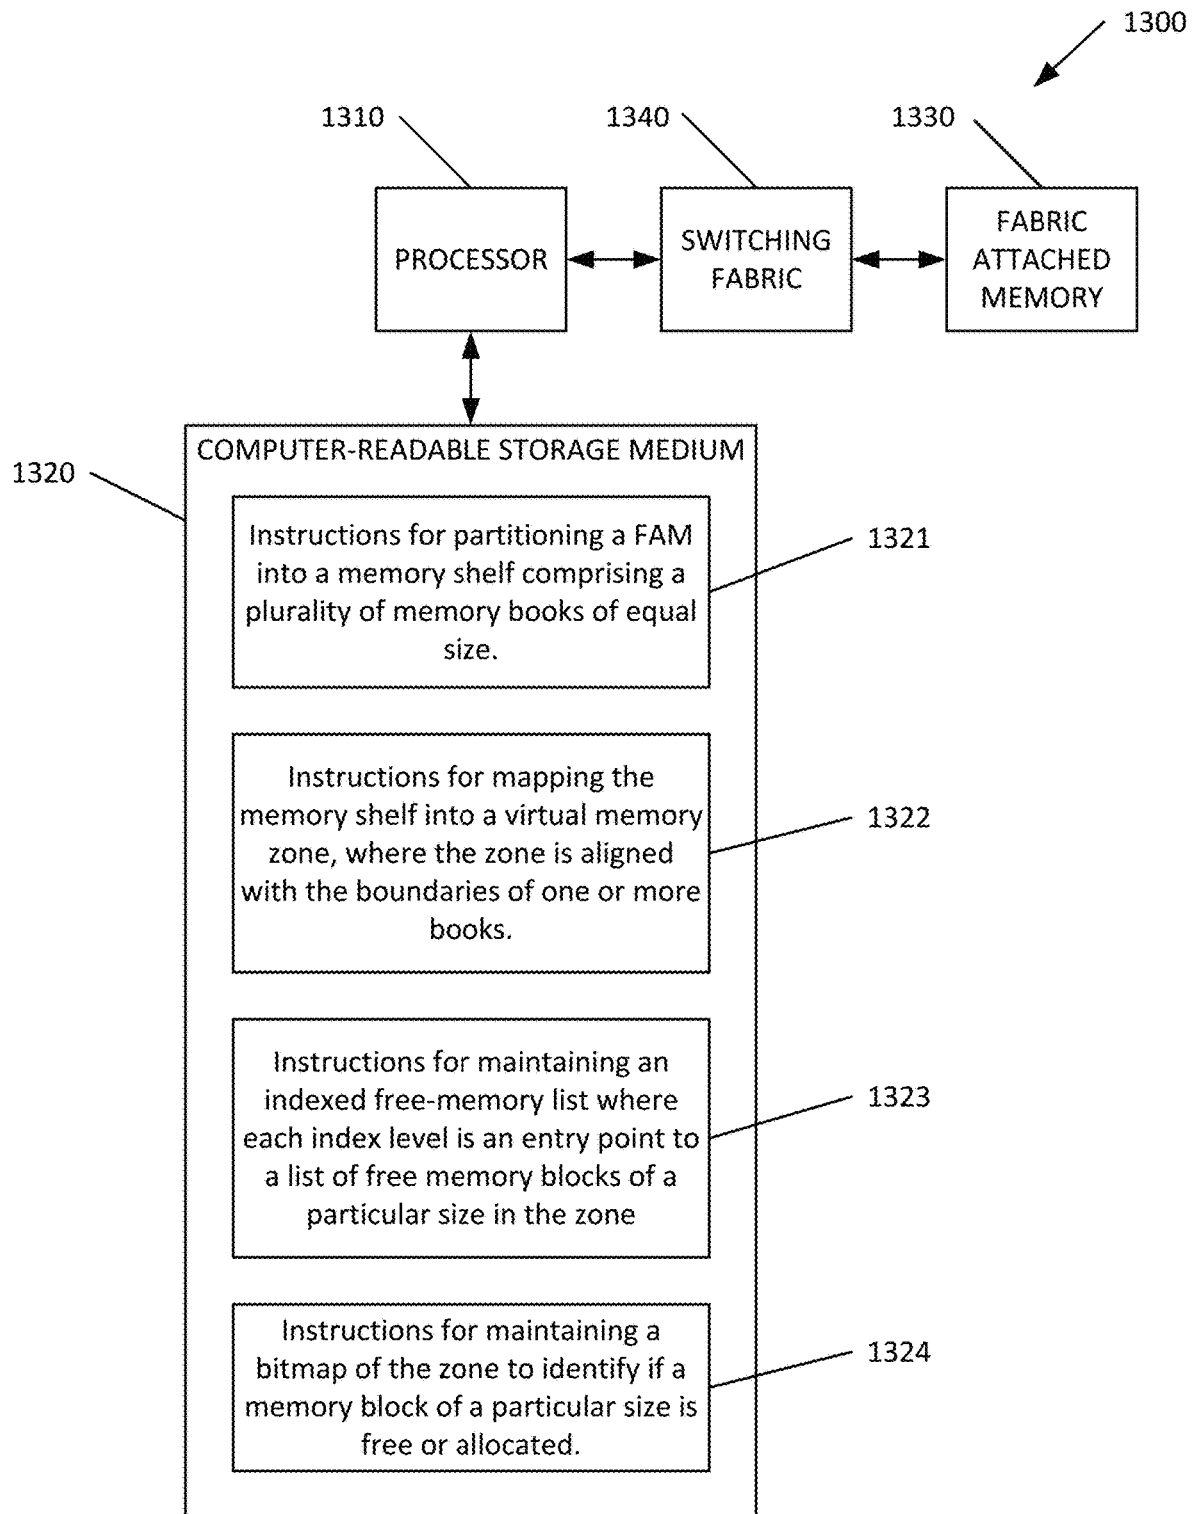 1300
1310
1340
1330
PROCESSOR
SWITCHING
FABRIC
FABRIC
ATTACHED
MEMORY
COMPUTER-READABLE STORAGE MEDIUM
1320
Instructions for partitioning a FAM
into a memory shelf comprising a
plurality of memory books of equal
size.
1321
Instructions for mapping the
memory shelf into a virtual memory
zone, where the zone is aligned
with the boundaries of one or more
books.
1322
Instructions for maintaining an
indexed free-memory list where
each index level is an entry point to
a list of free memory blocks of a
particular size in the zone
1323
Instructions for maintaining a
bitmap of the zone to identify if a
memory block of a particular size is
free or allocated.
1324